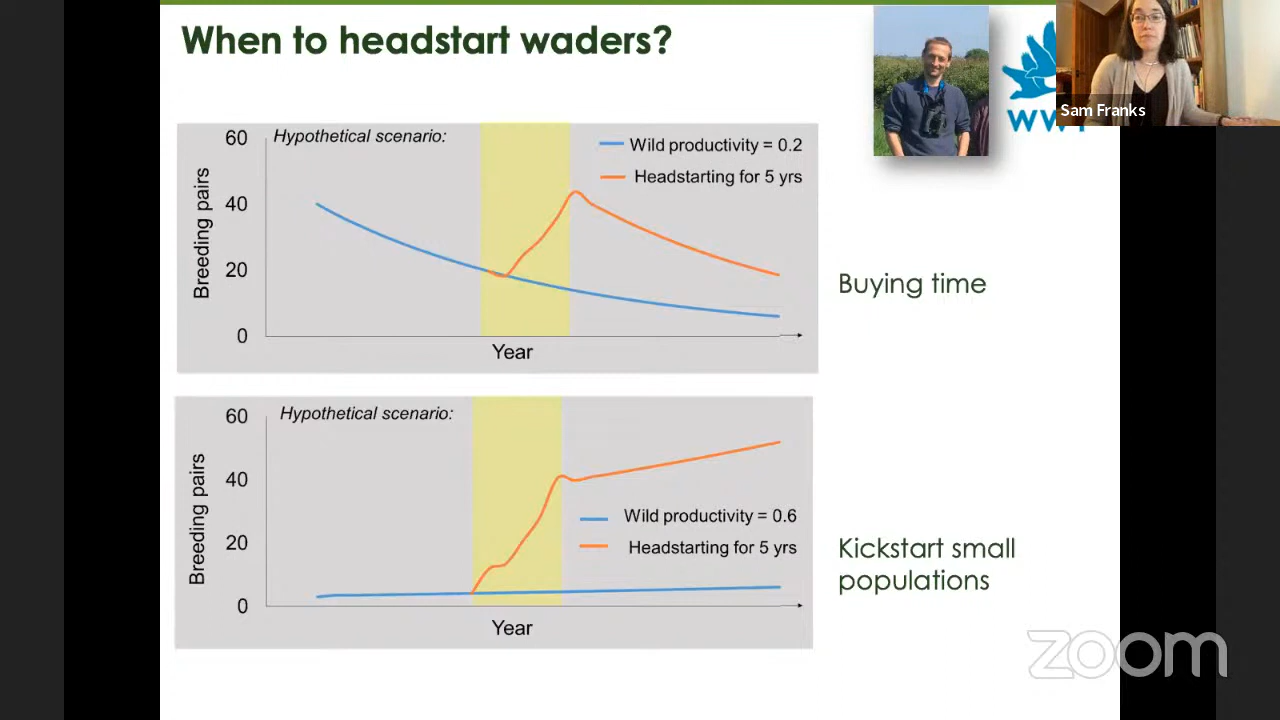 When to headstart waders?
Sam Franks
60
Hypothetical scenario:
Wild productivity = 0.2
Headstarting for 5 yrs
40
20
0
Breeding pairs
Year
Buying time
60
Hypothetical scenario:
40
Wild productivity = 0.6
Headstarting for 5 yrs
20
0
Breeding pairs
Year
Kickstart small
populations
zoom